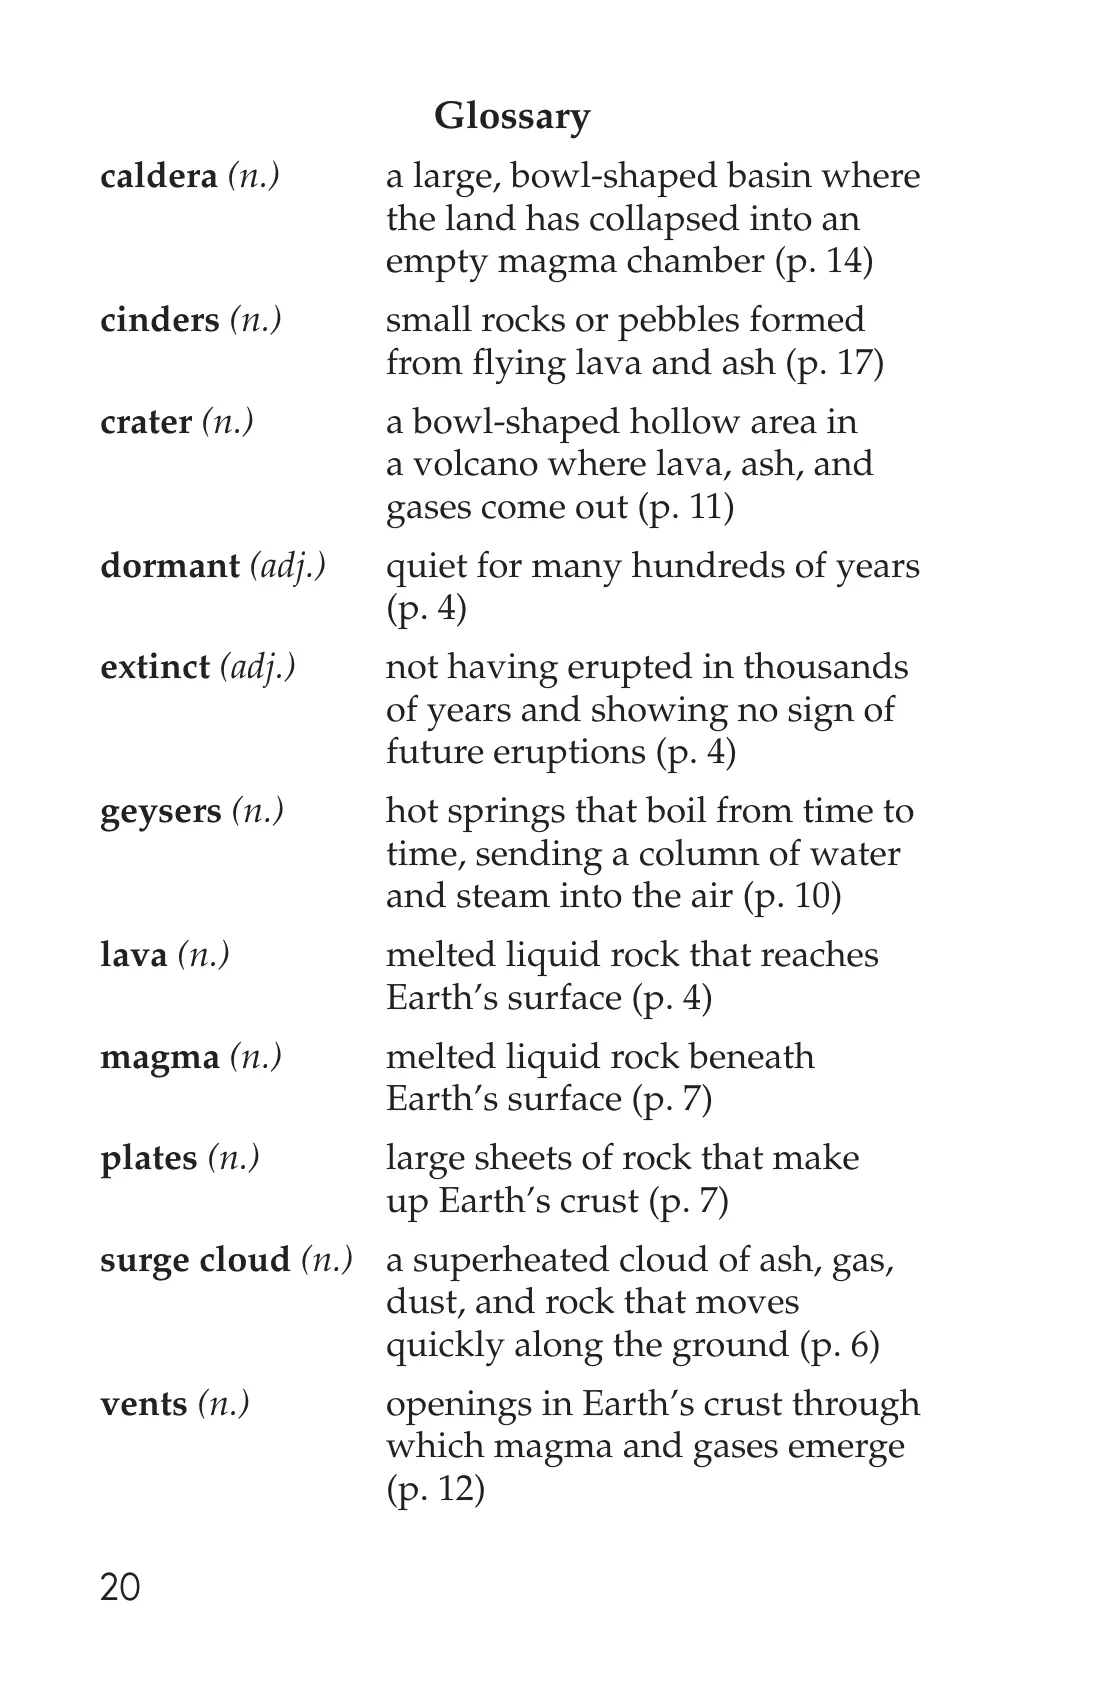 Glossary
caldera (n.) a large, bowl-shaped basin where
the land has collapsed into an
empty magma chamber (p. 14)
cinders (n.) small rocks or pebbles formed
from flying lava and ash (p. 17)
crater (n.) a bowl-shaped hollow area in
a volcano where lava, ash, and
gases come out (p. 11)
dormant (adj.) quiet for many hundreds of years
(p. 4)
extinct (adj.) not having erupted in thousands
of years and showing no sign of
future eruptions (p. 4)
geysers (n.) hot springs that boil from time to
time, sending a column of water
and steam into the air (p. 10)
lava (n.) melted liquid rock that reaches
Earth’s surface (p. 4)
magma (n.) melted liquid rock beneath
Earth’s surface (p. 7)
plates (n.) large sheets of rock that make
up Earth’s crust (p. 7)
surge cloud (n.) a superheated cloud of ash, gas,
dust, and rock that moves
quickly along the ground (p. 6)
vents (n.) openings in Earth’s crust through
which magma and gases emerge
(p. 12)
20